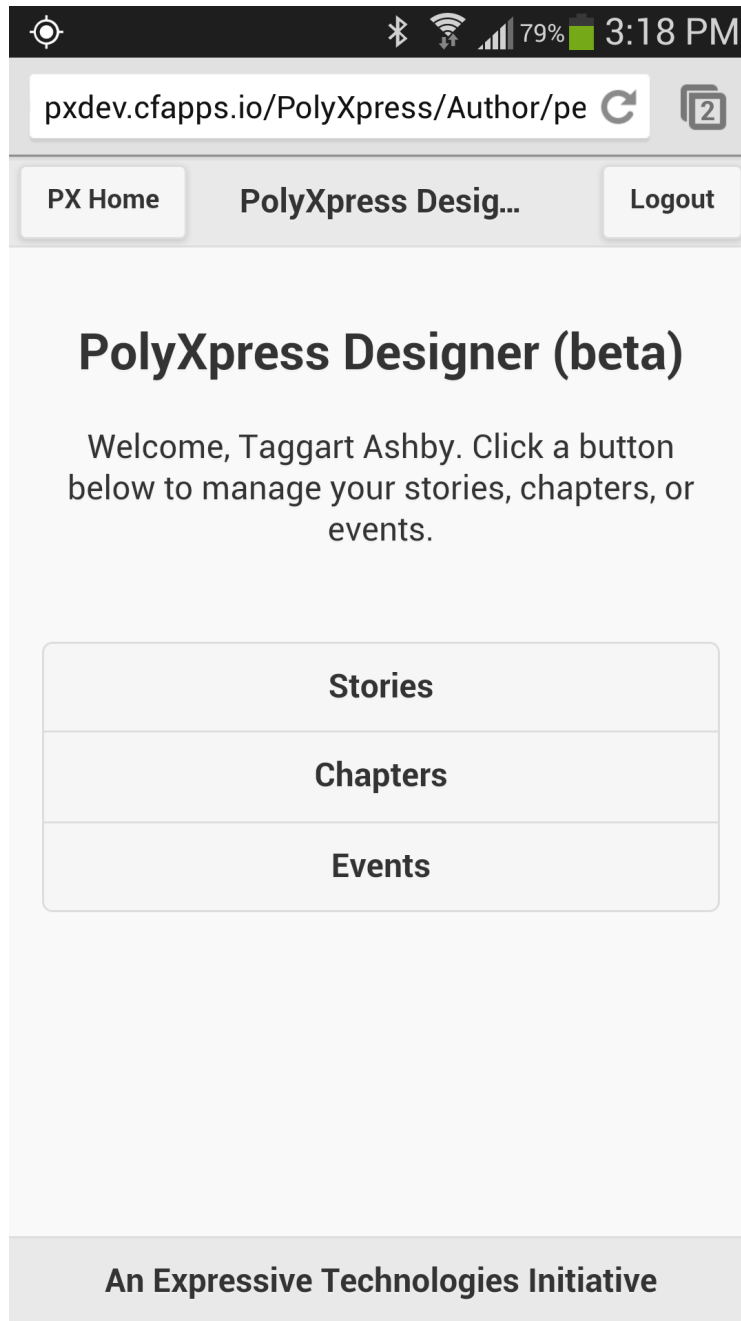 79% 3:18 PM
pxdev.cfapps.io/PolyXpress/Author/pe 2
PX Home PolyXpress Desig... Logout
PolyXpress Designer (beta)
Welcome, Taggart Ashby. Click a button
below to manage your stories, chapters, or
events.
Stories
Chapters
Events
An Expressive Technologies Initiative